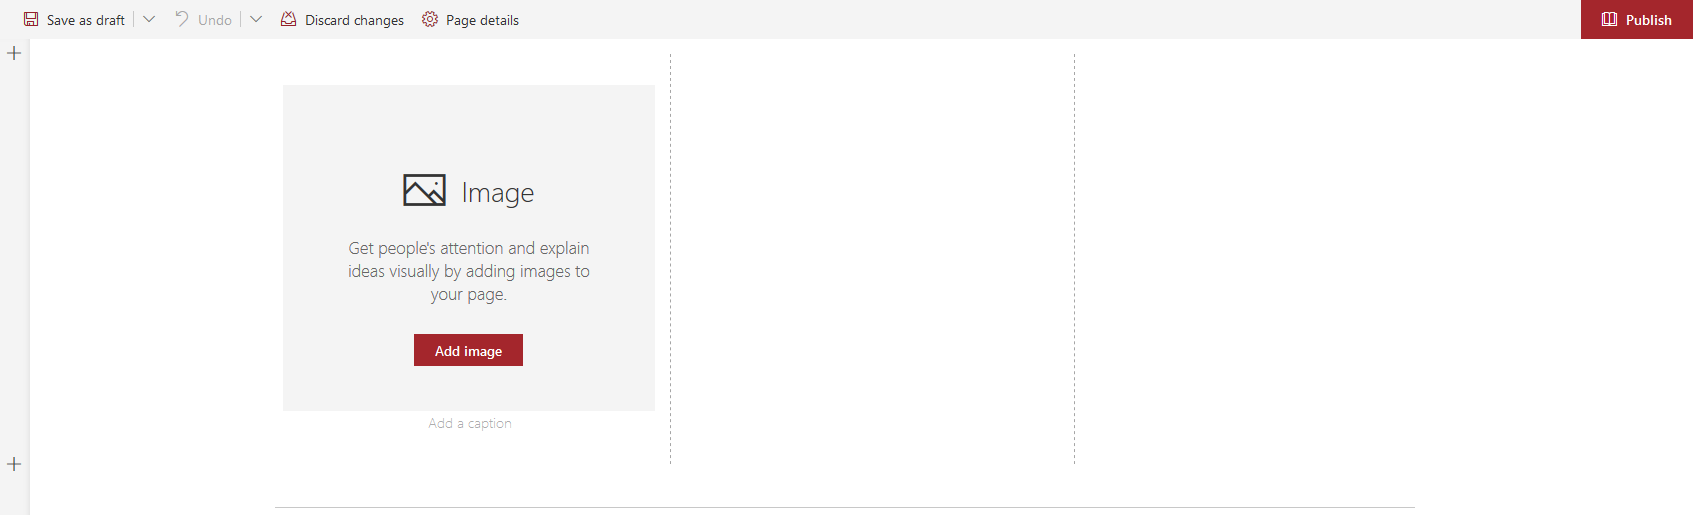 Save as draft
Undo
Discard changes
Page details
Publish
Image
Get people's attention and explain
ideas visually by adding images to
your page.
Add image
Add a caption